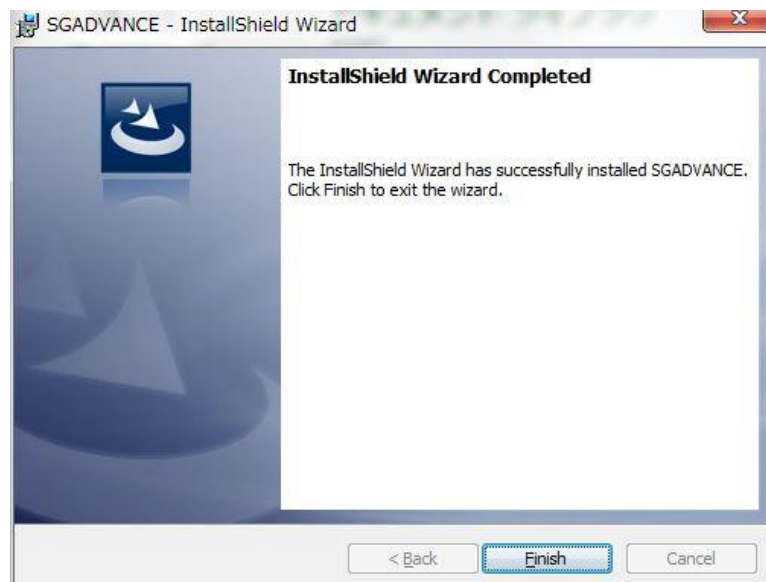 SGADVANCE - InstallShield Wizard
InstallShield Wizard Completed
The InstallShield Wizard has successfully installed SGADVANCE.
Click Finish to exit the wizard.
< Back
Finish
Cancel